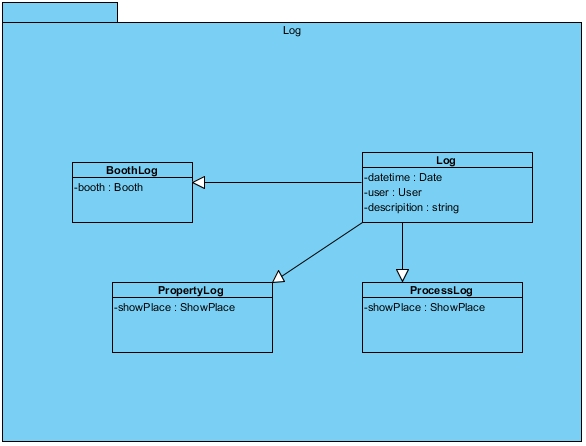 Log
BoothLog
-booth : Booth
Log
-datetime : Date
-user : User
-descripition : string
PropertyLog
-showPlace : ShowPlace
ProcessLog
-showPlace : ShowPlace